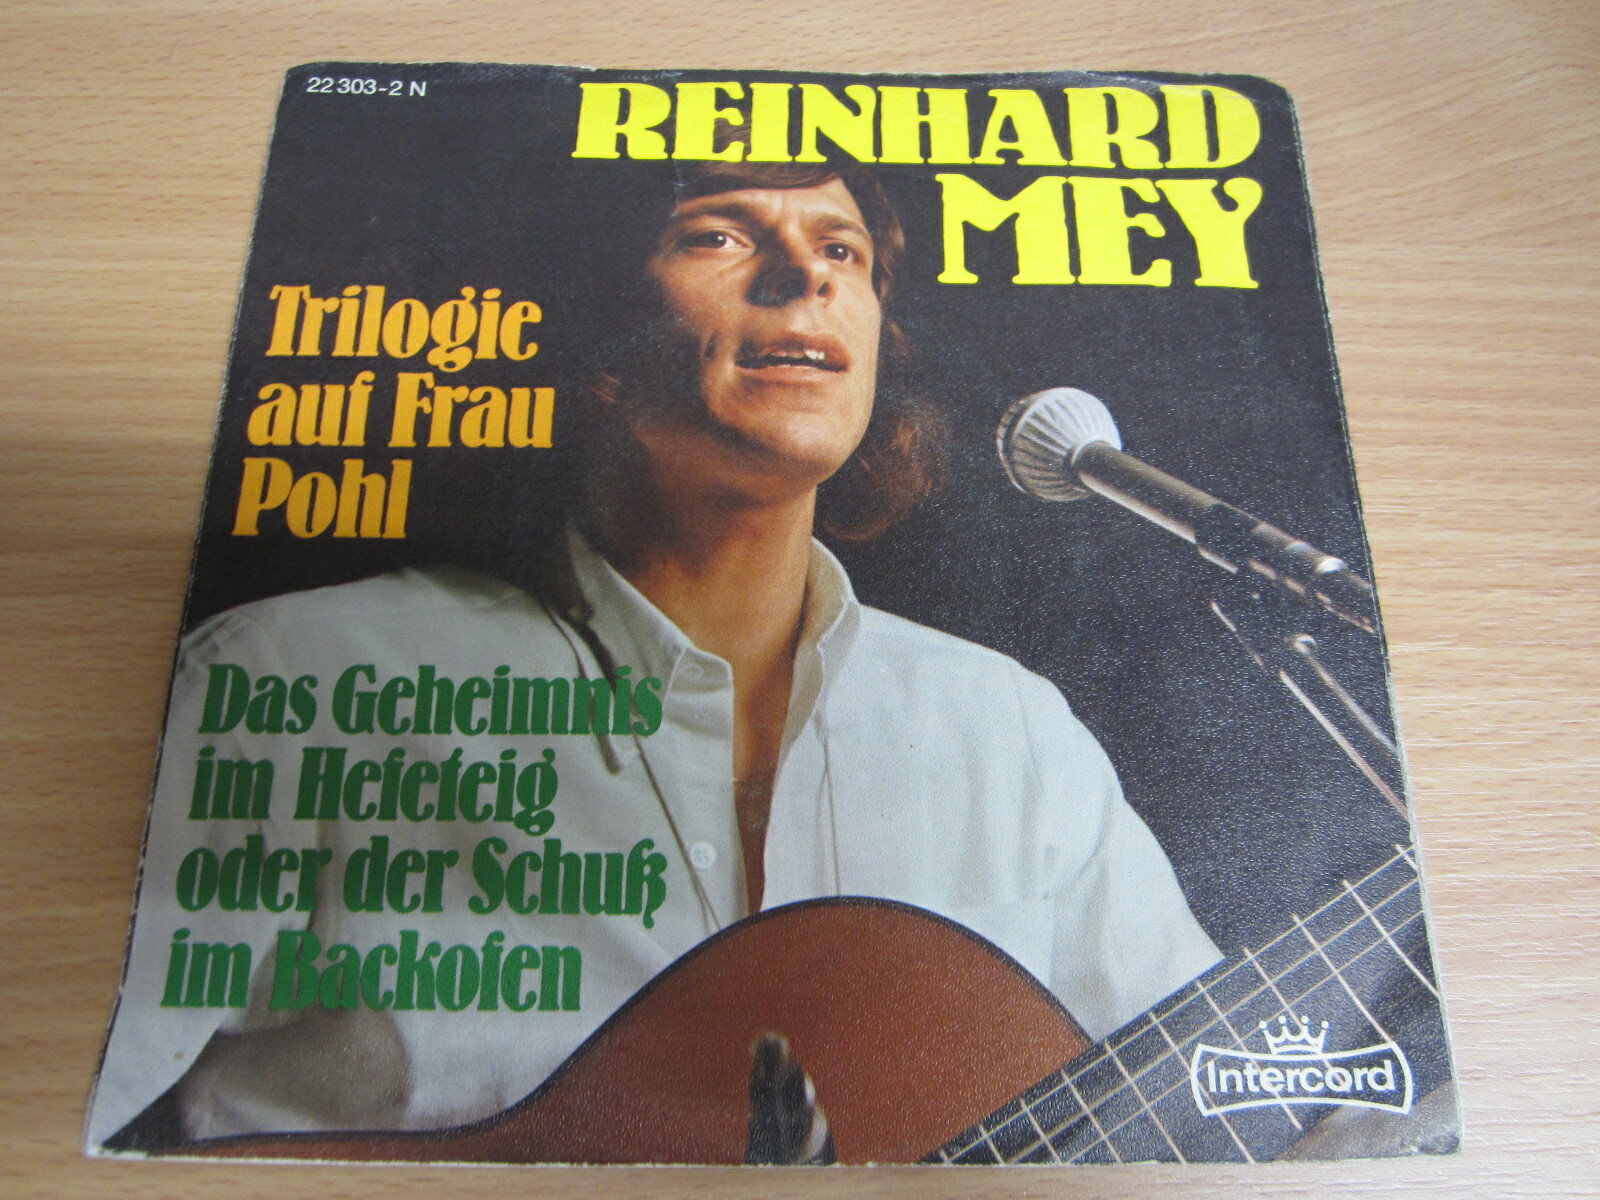 22 303-2 N
REINHARD
MEY
Trilogie
auf Frau
Pohl
Das Geheimnis
im Hefeteig
oder der Schuß
im Backofen
Intercord